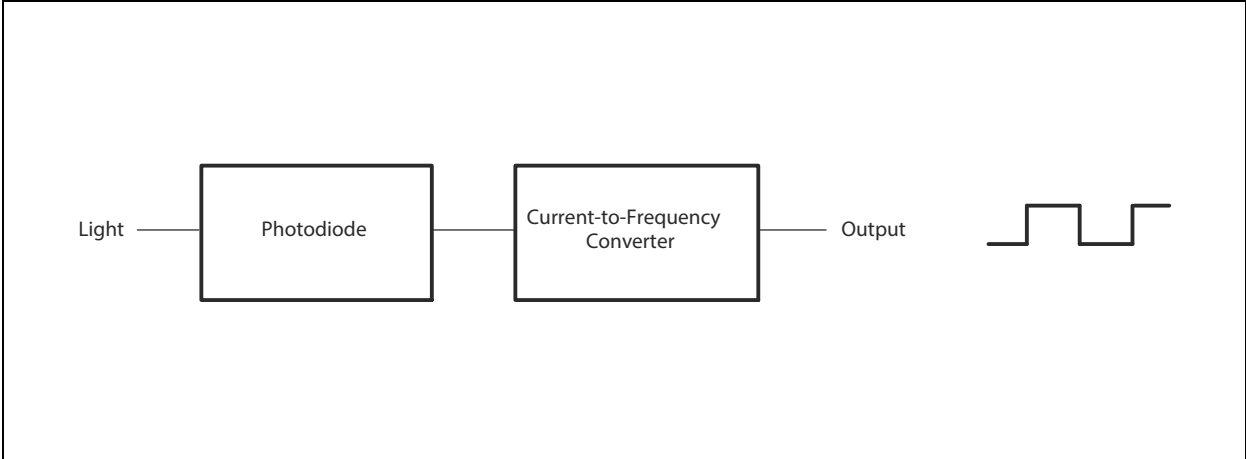 Light
Photodiode
Current-to-Frequency
Converter
Output